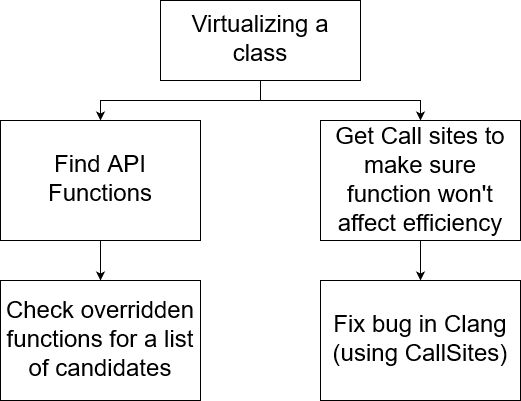 Virtualizing a
class
Find API
Functions
Get Call sites to
make sure
function won't
affect efficiency
Check overridden
functions for a list
of candidates
Fix bug in Clang
(using CallSites)